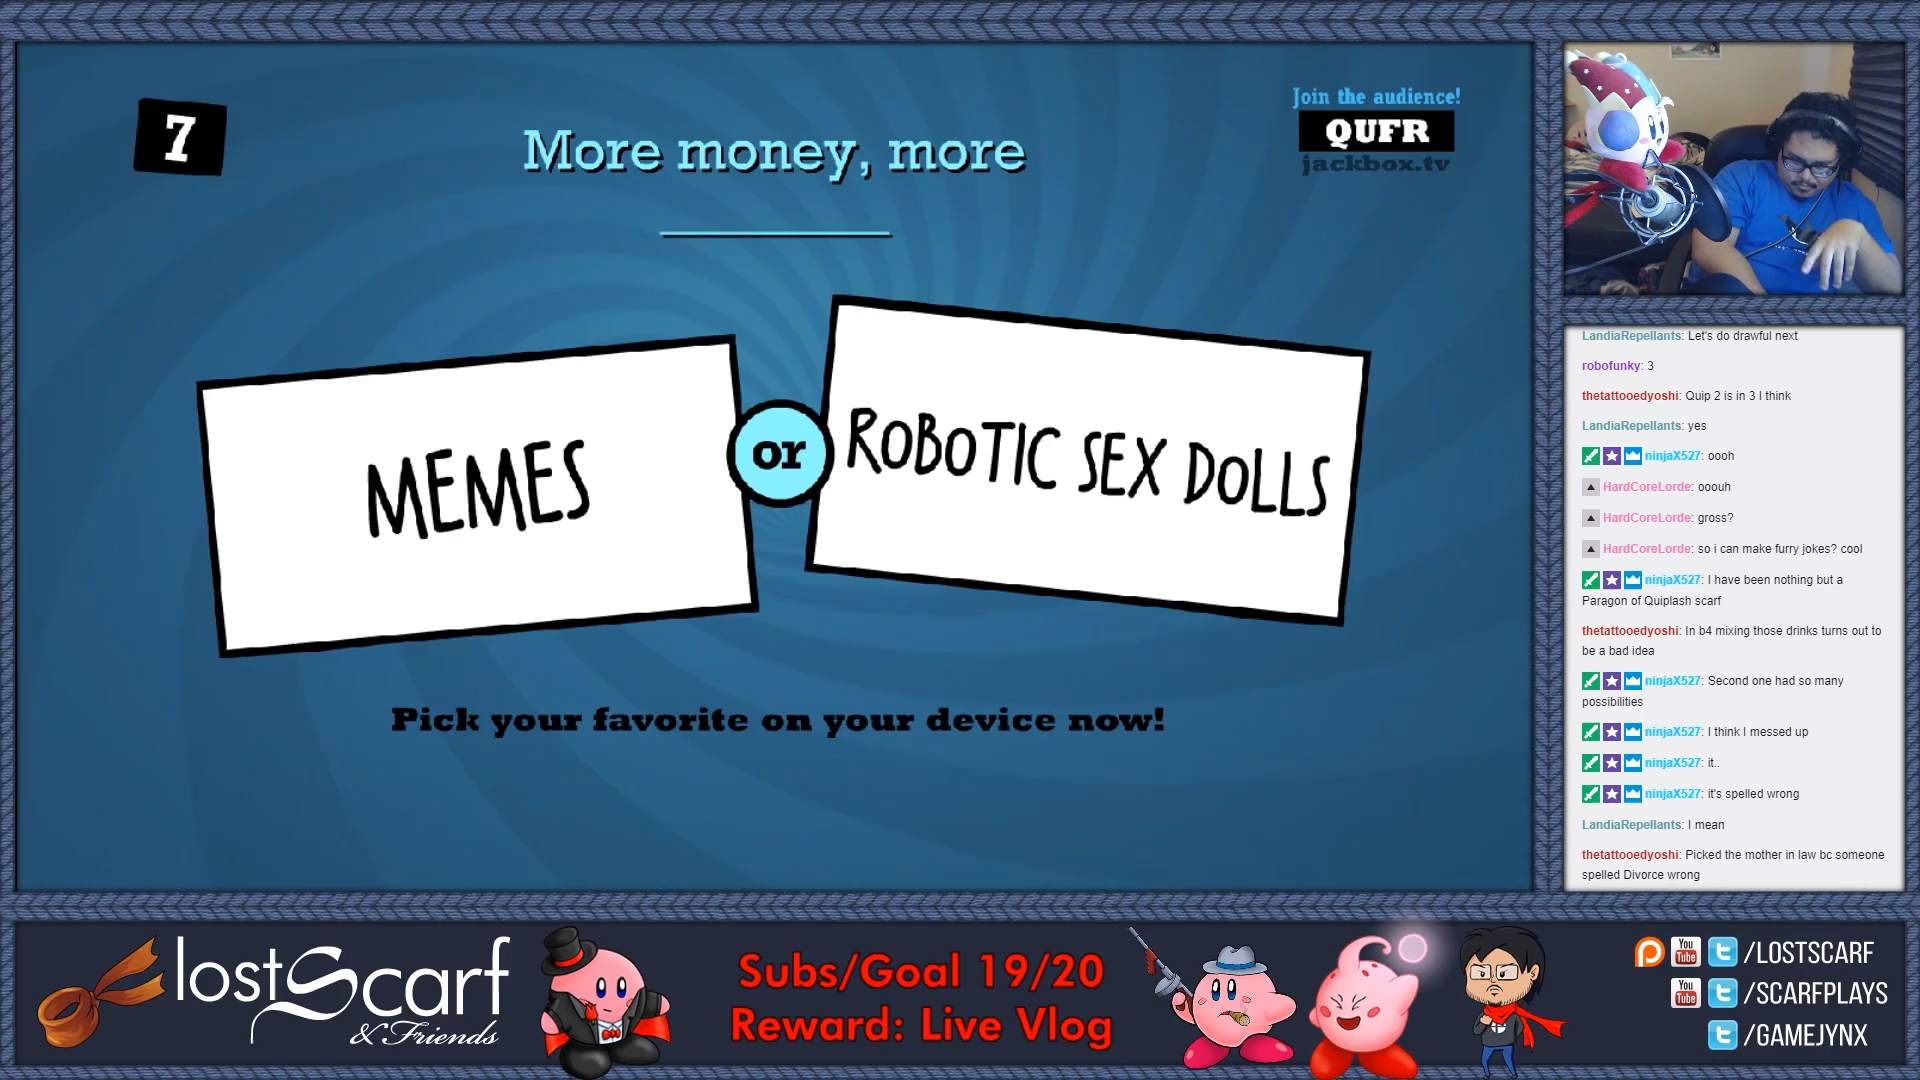 7
More money, more
Join the audience!
QUFR
jackbox.tv
MEMES
or
ROBOTIC SEX DOLLS
Pick your favorite on your device now!
LandiaRepellants: Let's do drawful next
robofunky: 3
thetattooedyoshi: Quip 2 is in 3 I think
LandiaRepellants: yes
ninjaX527: oooh
HardCoreLorde: ooouh
HardCoreLorde: gross?
HardCoreLorde: so i can make furry jokes? cool
ninjaX527: I have been nothing but a
Paragon of Quiplash scarf
thetattooedyoshi: In b4 mixing those drinks turns out to
be a bad idea
ninjaX527: Second one had so many
possibilities
ninjaX527: I think I messed up
ninjaX527: it..
ninjaX527: it's spelled wrong
LandiaRepellants: I mean
thetattooedyoshi: Picked the mother in law bc someone
spelled Divorce wrong
lostScarf
& Friends
Subs/Goal 19/20
Reward: Live Vlog
You Tube /LOSTSCARF
You Tube /SCARFPLAYS
/GAMEJYNX